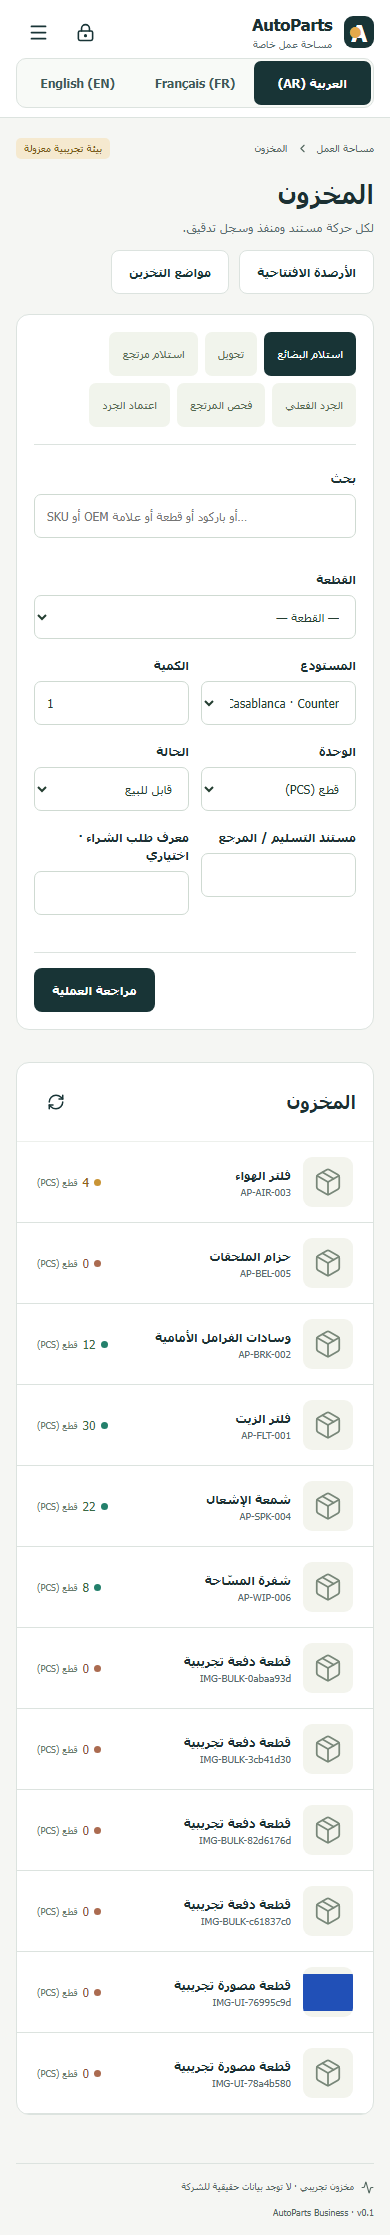 AutoParts
مساحة عمل خاصة
العربية (AR)
Français (FR)
English (EN)
مساحة العمل
المخزون
بيئة تجريبية معزولة
المخزون
لكل حركة مستند ومنفذ وسجل تدقيق.
الأرصدة الافتتاحية
مواضع التخزين
استلام البضائع
تحويل
استلام مرتجع
الجرد الفعلي
فحص المرتجع
اعتماد الجرد
بحث
SKU أو OEM أو باركود أو قطعة أو علامة...
القطعة
— القطعة —
المستودع
الكمية
Casablanca · Counter
1
الوحدة
الحالة
قطع (PCS)
قابل للبيع
مستند التسليم / المرجع
معرف طلب الشراء ·
اختياري
مراجعة العملية
المخزون
فلتر الهواء
AP-AIR-003
4 قطع (PCS)
حزام الملحقات
AP-BEL-005
0 قطع (PCS)
وسادات الفرامل الأمامية
AP-BRK-002
12 قطع (PCS)
فلتر الزيت
AP-FLT-001
30 قطع (PCS)
شمعة الإشعال
AP-SPK-004
22 قطع (PCS)
شفرة المسّاحة
AP-WIP-006
8 قطع (PCS)
قطعة دفعة تجريبية
IMG-BULK-0abaa93d
0 قطع (PCS)
قطعة دفعة تجريبية
IMG-BULK-3cb41d30
0 قطع (PCS)
قطعة دفعة تجريبية
IMG-BULK-82d6176d
0 قطع (PCS)
قطعة دفعة تجريبية
IMG-BULK-c61837c0
0 قطع (PCS)
قطعة مصورة تجريبية
IMG-UI-76995c9d
0 قطع (PCS)
قطعة مصورة تجريبية
IMG-UI-78a4b580
0 قطع (PCS)
مخزون تجريبي · لا توجد بيانات حقيقية للشركة
AutoParts Business · v0.1